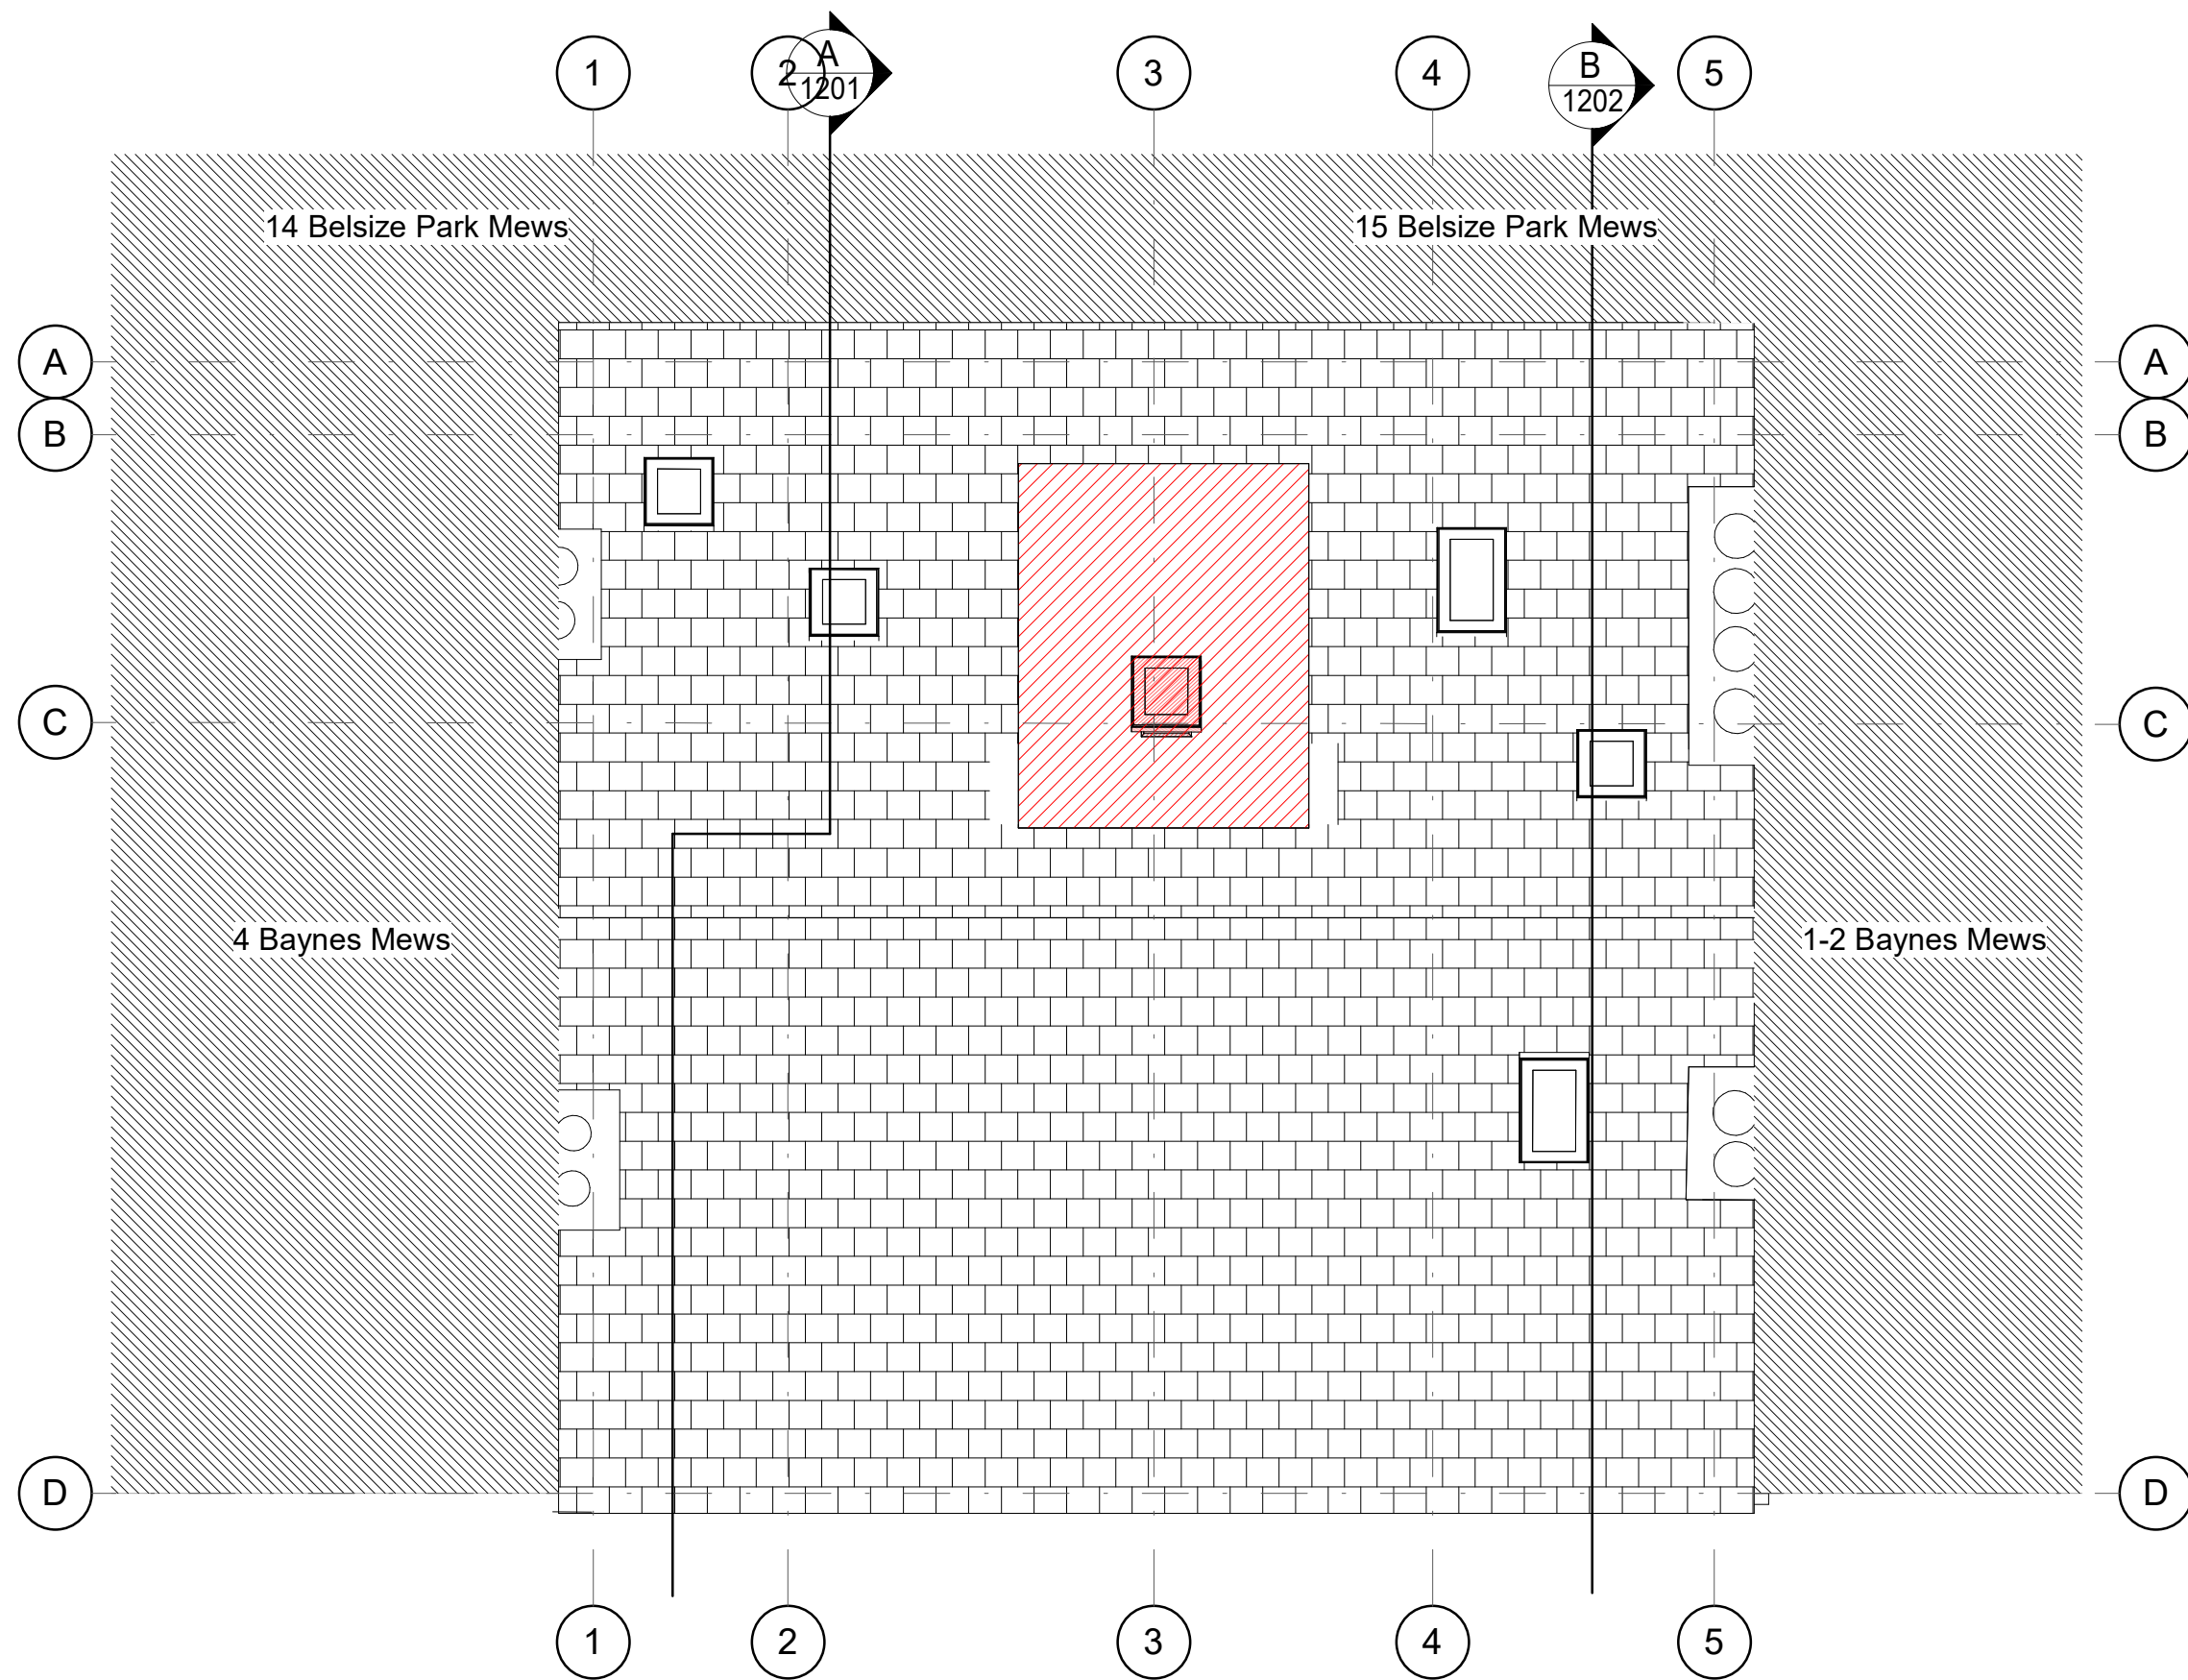 1 2 A 3 4 B 5
1201 1202
14 Belsize Park Mews 15 Belsize Park Mews
A A
B B
C C
4 Baynes Mews 1-2 Baynes Mews
D D
1 2 3 4 5